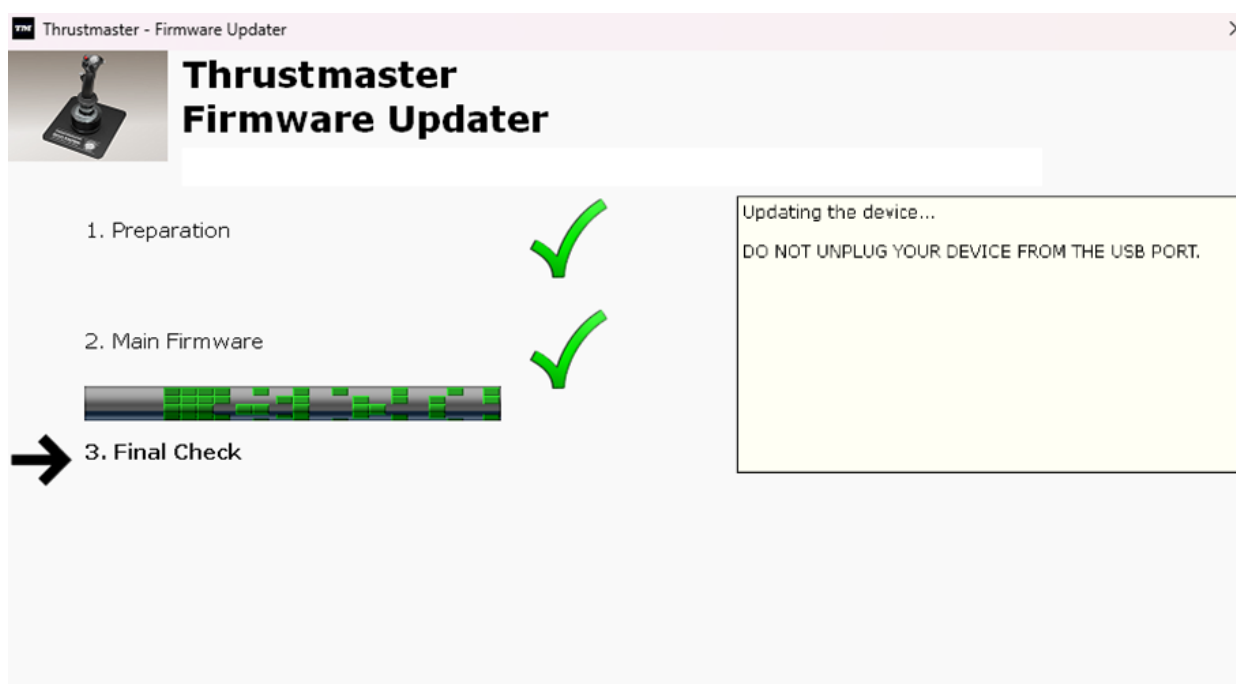 Thrustmaster - Firmware Updater
Thrustmaster
Firmware Updater
1. Preparation
Updating the device...
DO NOT UNPLUG YOUR DEVICE FROM THE USB PORT.
2. Main Firmware
3. Final Check